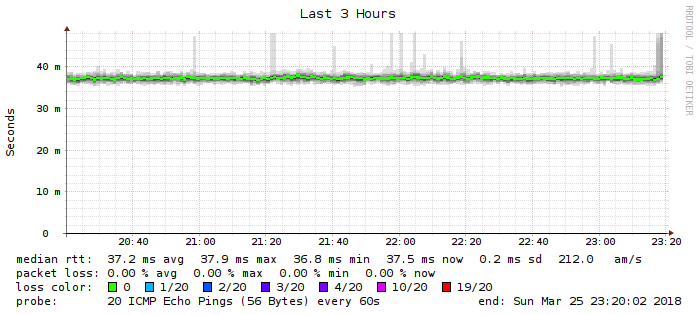 Last 3 Hours
RRDTOOL / TOBI OETIKER
Seconds
40 m
30 m
20 m
10 m
0
20:40 21:00 21:20 21:40 22:00 22:20 22:40 23:00 23:20
median rtt: 37.2 ms avg 37.9 ms max 36.8 ms min 37.5 ms now 0.2 ms sd 212.0 am/s
packet loss: 0.00 % avg 0.00 % max 0.00 % min 0.00 % now
loss color: 0 1/20 2/20 3/20 4/20 10/20 19/20
probe: 20 ICMP Echo Pings (56 Bytes) every 60s end: Sun Mar 25 23:20:02 2018